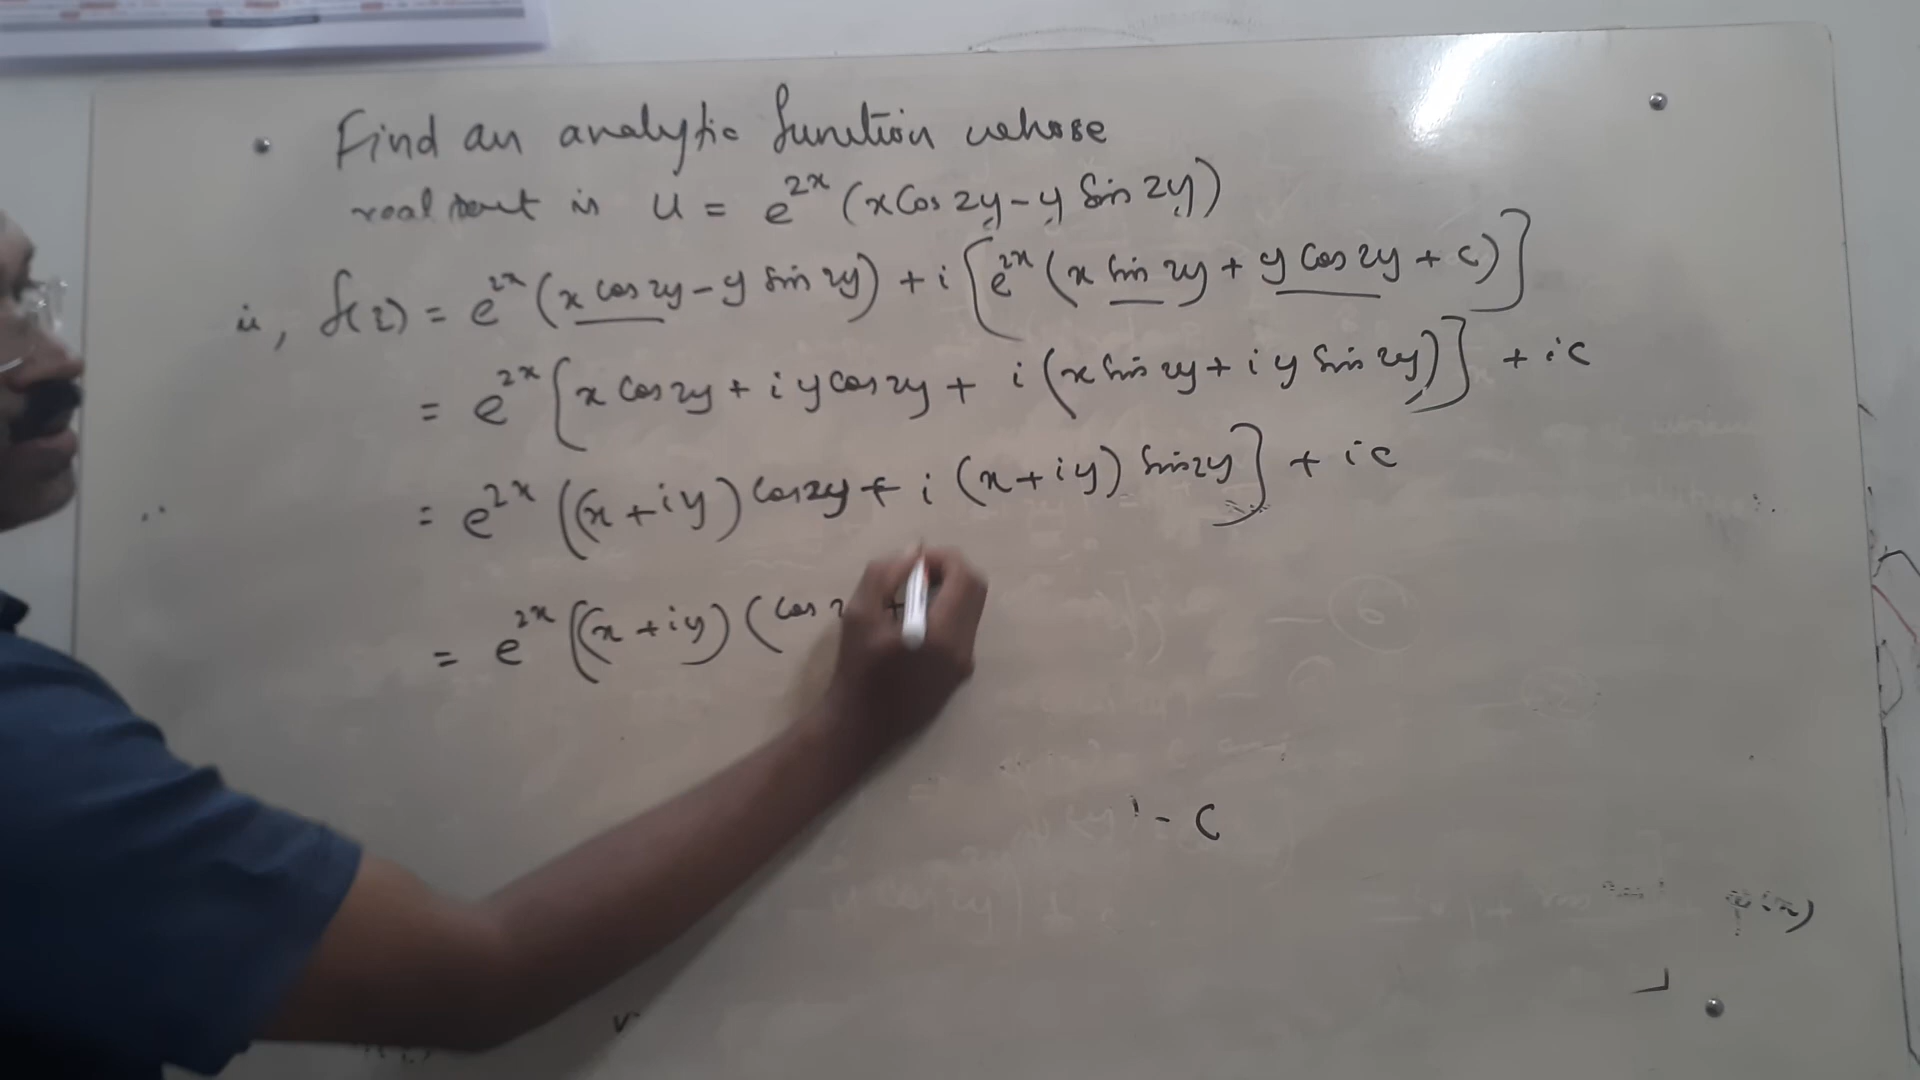 Find an analytic function whose
real part is u = e^{2x} (x Cos 2y - y Sin 2y)
ie, f(z) = e^{2x} (x cos 2y - y sin 2y) + i [e^{2x} (x sin 2y + y cos 2y + c)]
= e^{2x} [x cos 2y + i y cos 2y + i (x sin 2y + i y sin 2y)] + ic
= e^{2x} ((x + iy) cos 2y + i (x + iy) sin 2y] + ic
= e^{2x} ((x + iy) (cos 2 +
- c